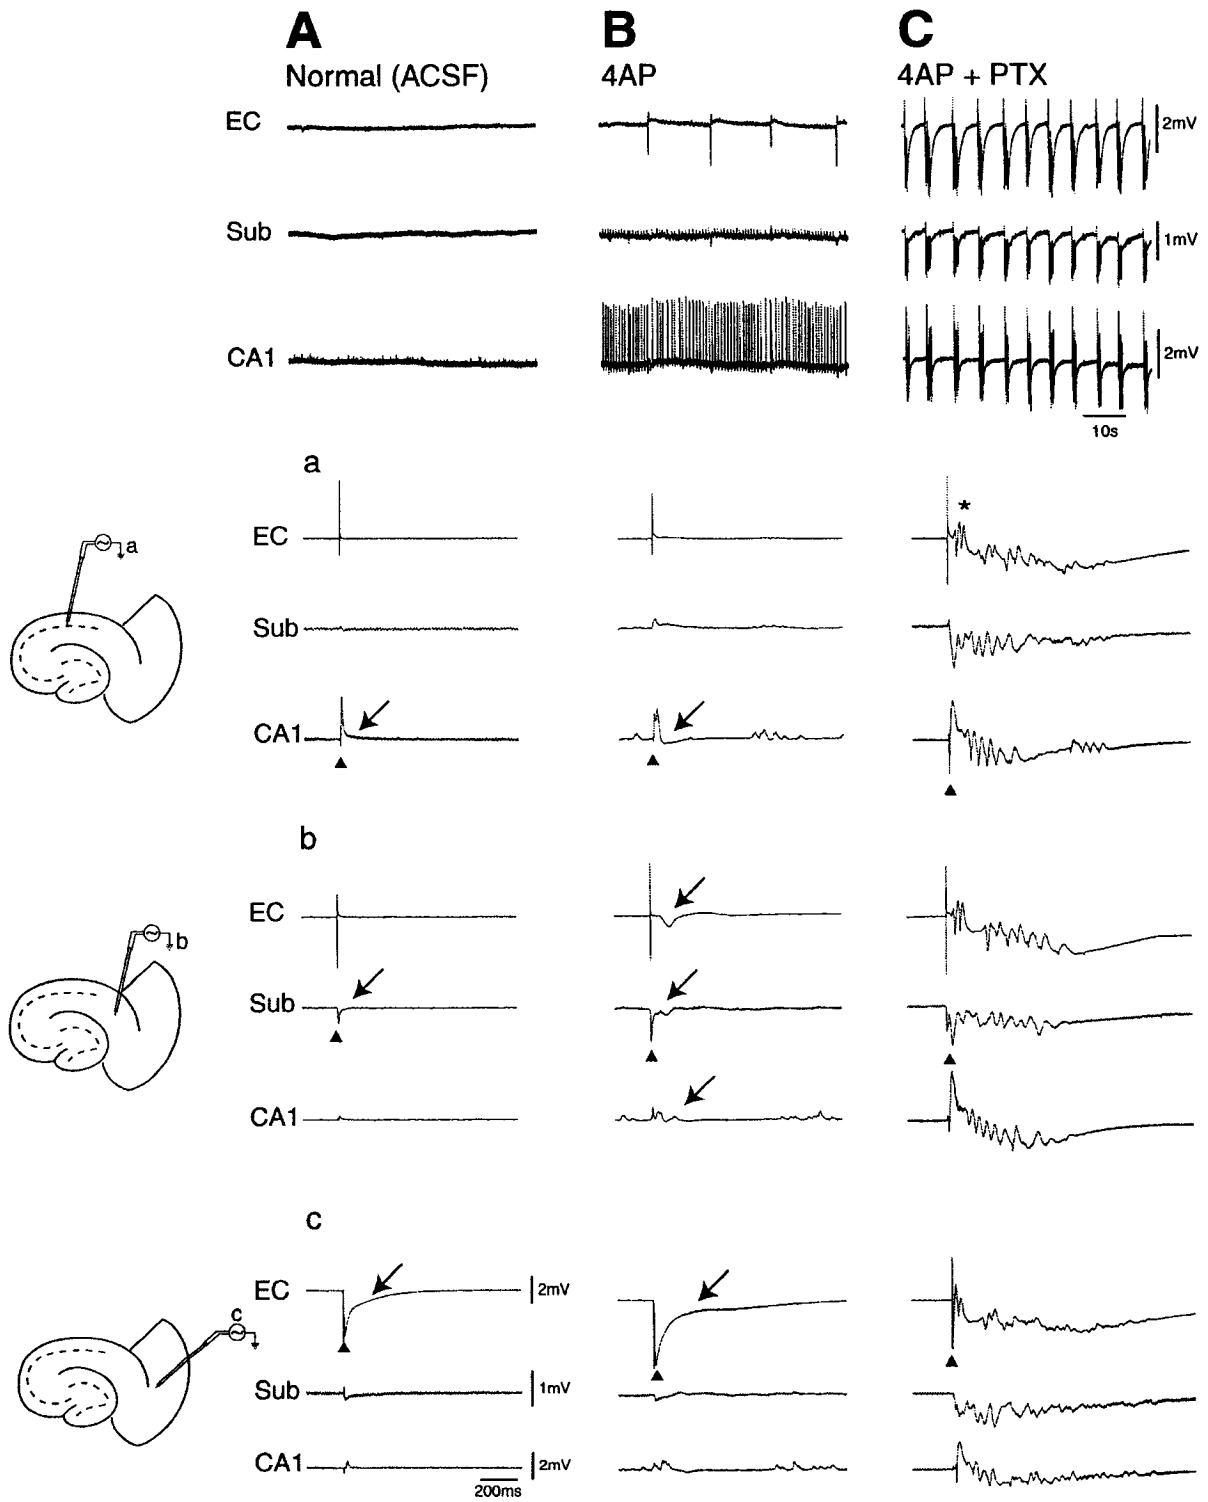 A B C
Normal (ACSF) 4AP 4AP + PTX
EC 2mV
Sub 1mV
CA1 2mV
10s
a
EC *
a
Sub
CA1
b
EC
b
Sub
CA1
c
EC 2mV
c
Sub 1mV
CA1 2mV
200ms